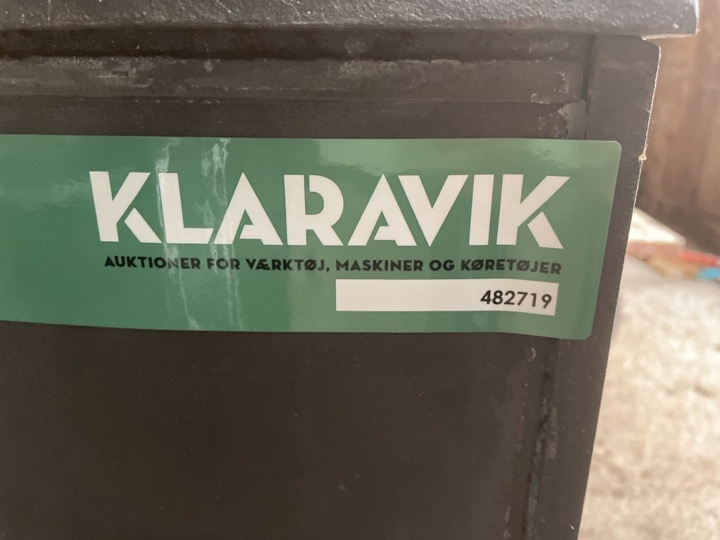 KLARAVIK
AUKTIONER FOR VÆRKTØJ, MASKINER OG KØRETØJER
482719